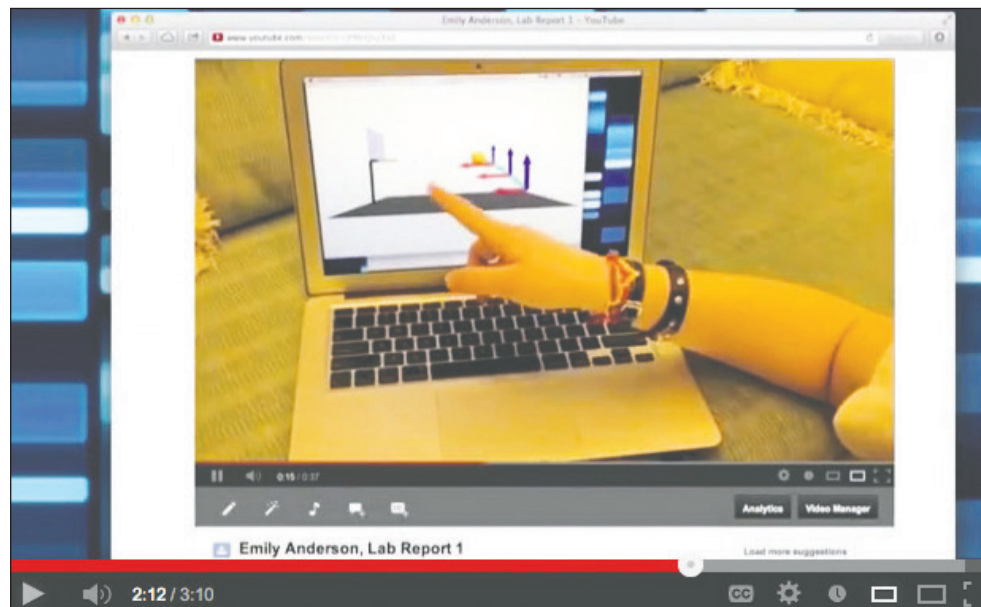 Emily Anderson, Lab Report 1 - YouTube
www.youtube.com
0:15 / 0:37
Analytics
Video Manager
Emily Anderson, Lab Report 1
Load more suggestions
2:12 / 3:10
CC